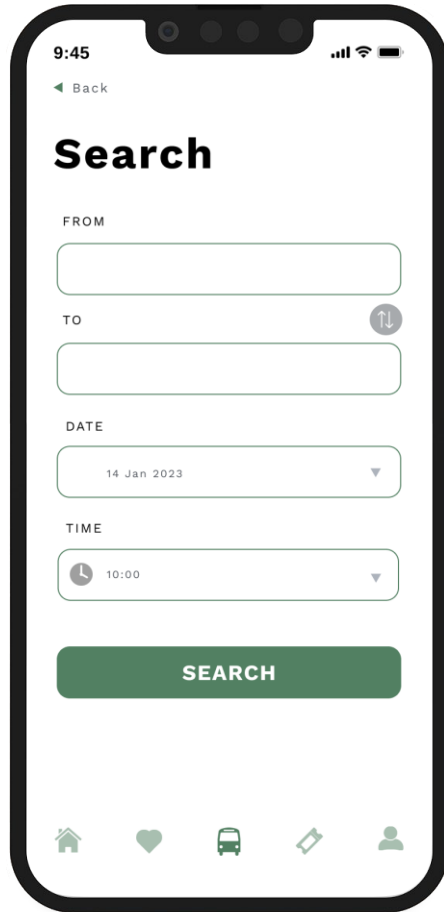 9:45
Back
Search
FROM
TO
DATE
14 Jan 2023
TIME
10:00
SEARCH